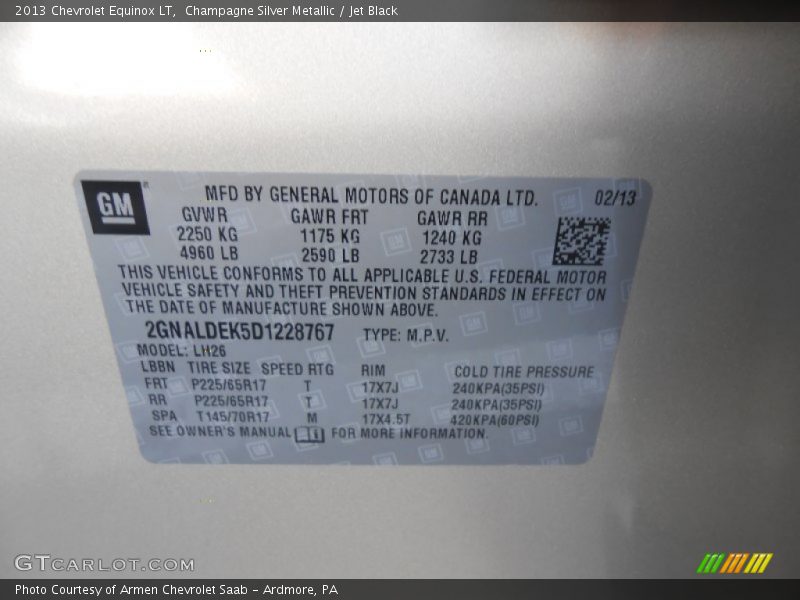 2013 Chevrolet Equinox LT, Champagne Silver Metallic / Jet Black
GM
MFD BY GENERAL MOTORS OF CANADA LTD. 02/13
GVWR GAWR FRT GAWR RR
2250 KG 1175 KG 1240 KG
4960 LB 2590 LB 2733 LB
THIS VEHICLE CONFORMS TO ALL APPLICABLE U.S. FEDERAL MOTOR
VEHICLE SAFETY AND THEFT PREVENTION STANDARDS IN EFFECT ON
THE DATE OF MANUFACTURE SHOWN ABOVE.
2GNALDEK5D1228767 TYPE: M.P.V.
MODEL: LH26
LBBN TIRE SIZE SPEED RTG RIM COLD TIRE PRESSURE
FRT P225/65R17 T 17X7J 240KPA(35PSI)
RR P225/65R17 T 17X7J 240KPA(35PSI)
SPA T145/70R17 M 17X4.5T 420KPA(60PSI)
SEE OWNER'S MANUAL FOR MORE INFORMATION.
GTCARLOT.COM
Photo Courtesy of Armen Chevrolet Saab - Ardmore, PA